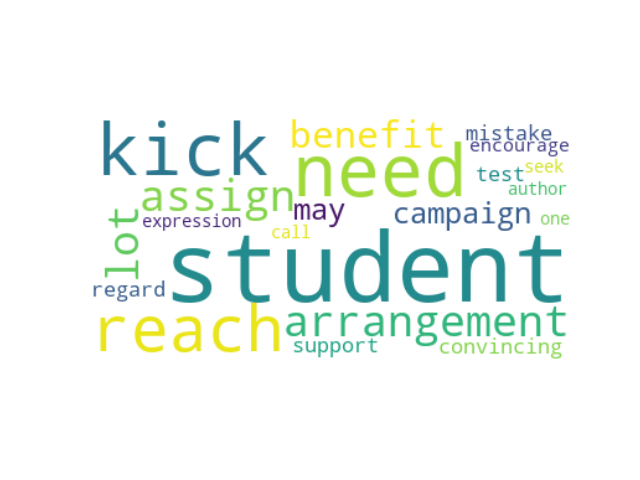 kick
benefit
mistake
encourage
need
test
seek
assign
author
may
campaign
lot
expression
one
call
student
regard
reach
arrangement
support
convincing